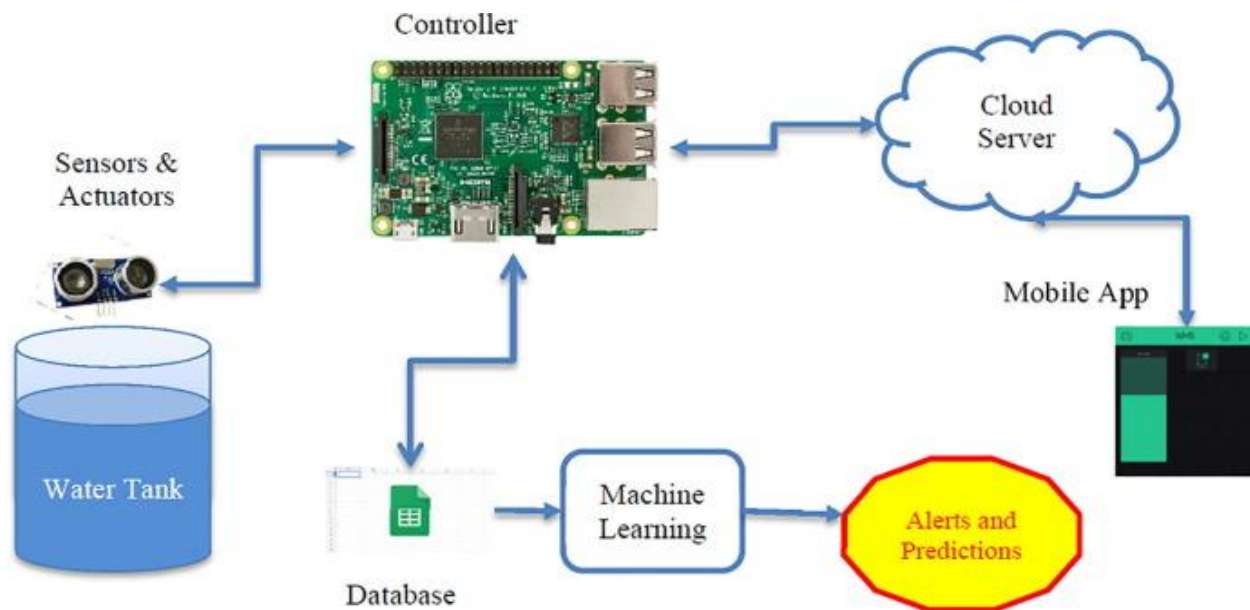 Controller
Cloud
Server
Sensors &
Actuators
Mobile App
Water Tank
Machine
Learning
Alerts and
Predictions
Database